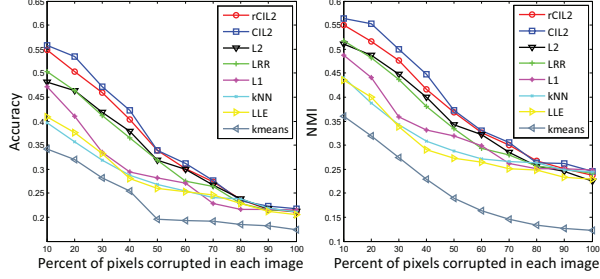 0.65
0.6
0.55
0.5
0.45
0.4
0.35
0.3
0.25
0.2
Accuracy
rCIL2
CIL2
L2
LRR
L1
kNN
LLE
kmeans
10 20 30 40 50 60 70 80 90 100
Percent of pixels corrupted in each image
0.6
0.55
0.5
0.45
0.4
0.35
0.3
0.25
0.2
0.15
0.1
NMI
rCIL2
CIL2
L2
LRR
L1
kNN
LLE
kmeans
10 20 30 40 50 60 70 80 90 100
Percent of pixels corrupted in each image